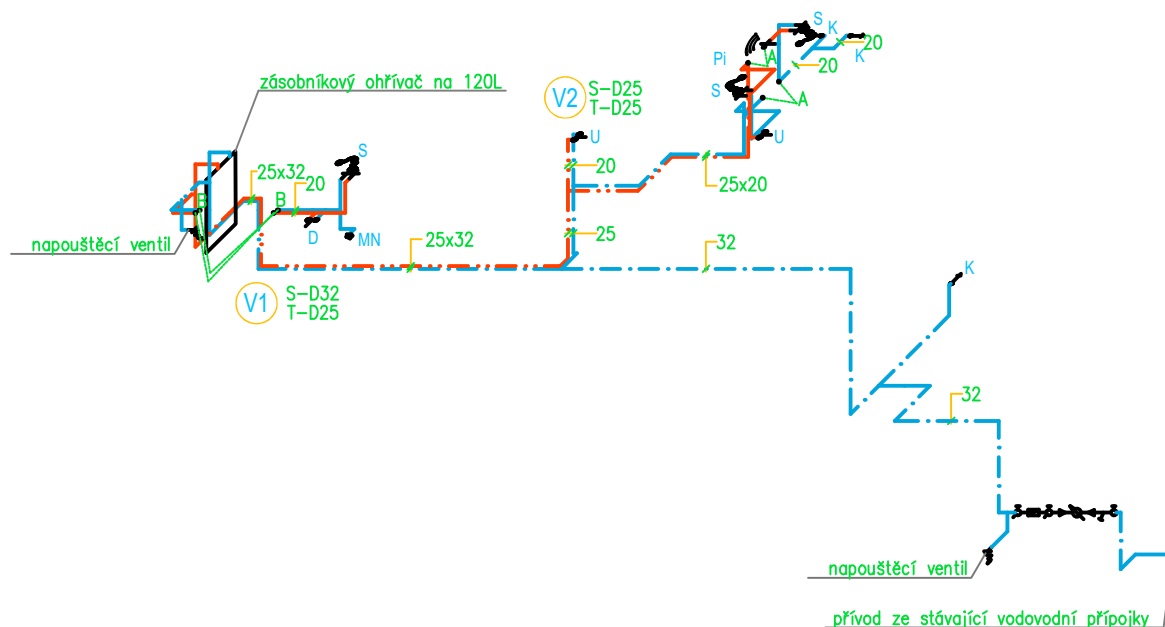 S
K
20
K
Pi
A
20
S
A
zásobníkový ohřívač na 120L
V2
S-D25
T-D25
U
U
S
25x32
20
20
25x20
B
B
D
MN
25
napouštěcí ventil
25x32
32
K
V1
S-D32
T-D25
32
napouštěcí ventil
přívod ze stávající vodovodní přípojky